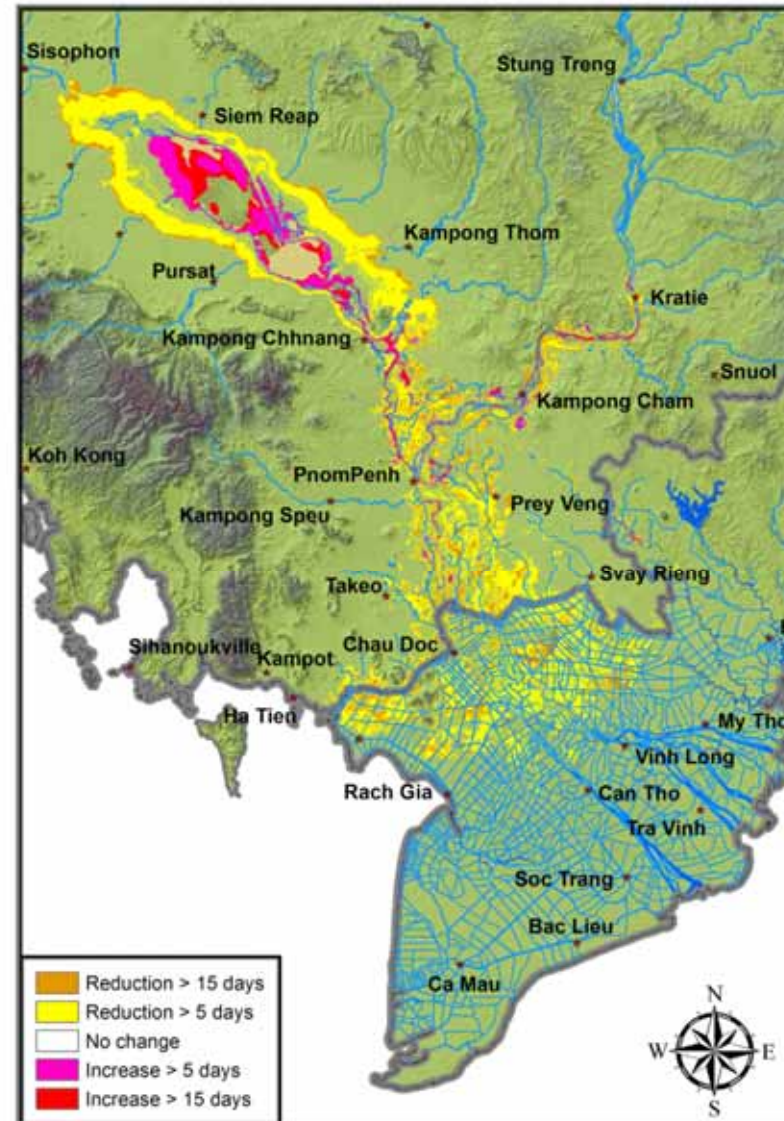 Sisophon
Stung Treng
Siem Reap
Kampong Thom
Pursat
Kratie
Kampong Chhnang
Snuol
Kampong Cham
Koh Kong
PnomPenh
Prey Veng
Kampong Speu
Svay Rieng
Takeo
Chau Doc
Sihanoukville
Kampot
Ha Tien
My Tho
Vinh Long
Rach Gia
Can Tho
Tra Vinh
Soc Trang
Bac Lieu
Ca Mau
Reduction > 15 days
Reduction > 5 days
No change
Increase > 5 days
Increase > 15 days
N
W
E
S